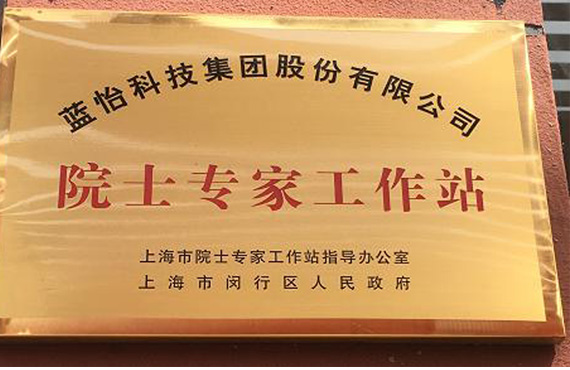 蓝怡科技集团股份有限公司
院士专家工作站
上海市院士专家工作站指导办公室
上海市闵行区人民政府